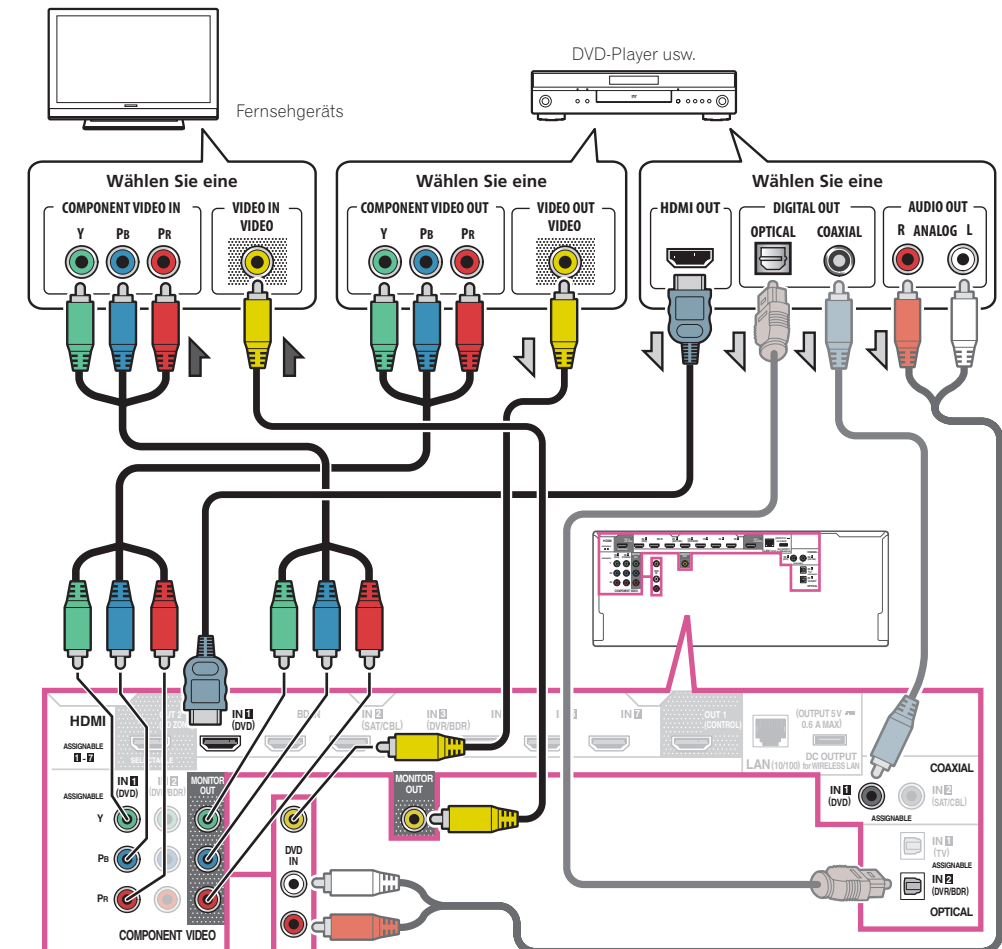 DVD-Player usw.
Fernsehgeräts
Wählen Sie eine
COMPONENT VIDEO IN
Y PB PR
VIDEO IN
VIDEO
Wählen Sie eine
COMPONENT VIDEO OUT
Y PB PR
VIDEO OUT
VIDEO
Wählen Sie eine
HDMI OUT
DIGITAL OUT
OPTICAL COAXIAL
AUDIO OUT
R ANALOG L
HDMI
ASSIGNABLE
1-7
OUT 2
SELECTABLE
IN 1
(DVD)
BD IN
IN 2
(SAT/CBL)
IN 3
(DVR/BDR)
IN
IN 7
OUT 1
(CONTROL)
LAN (10/100)
(OUTPUT 5 V
0.6 A MAX)
DC OUTPUT
for WIRELESS LAN
ASSIGNABLE
IN 1
(DVD)
IN 2
(DVR/BDR)
MONITOR
OUT
Y
PB
PR
COMPONENT VIDEO
DVD
IN
MONITOR
OUT
COAXIAL
IN 1
(DVD)
IN 2
(SAT/CBL)
ASSIGNABLE
IN 1
(TV)
ASSIGNABLE
IN 2
(DVR/BDR)
OPTICAL